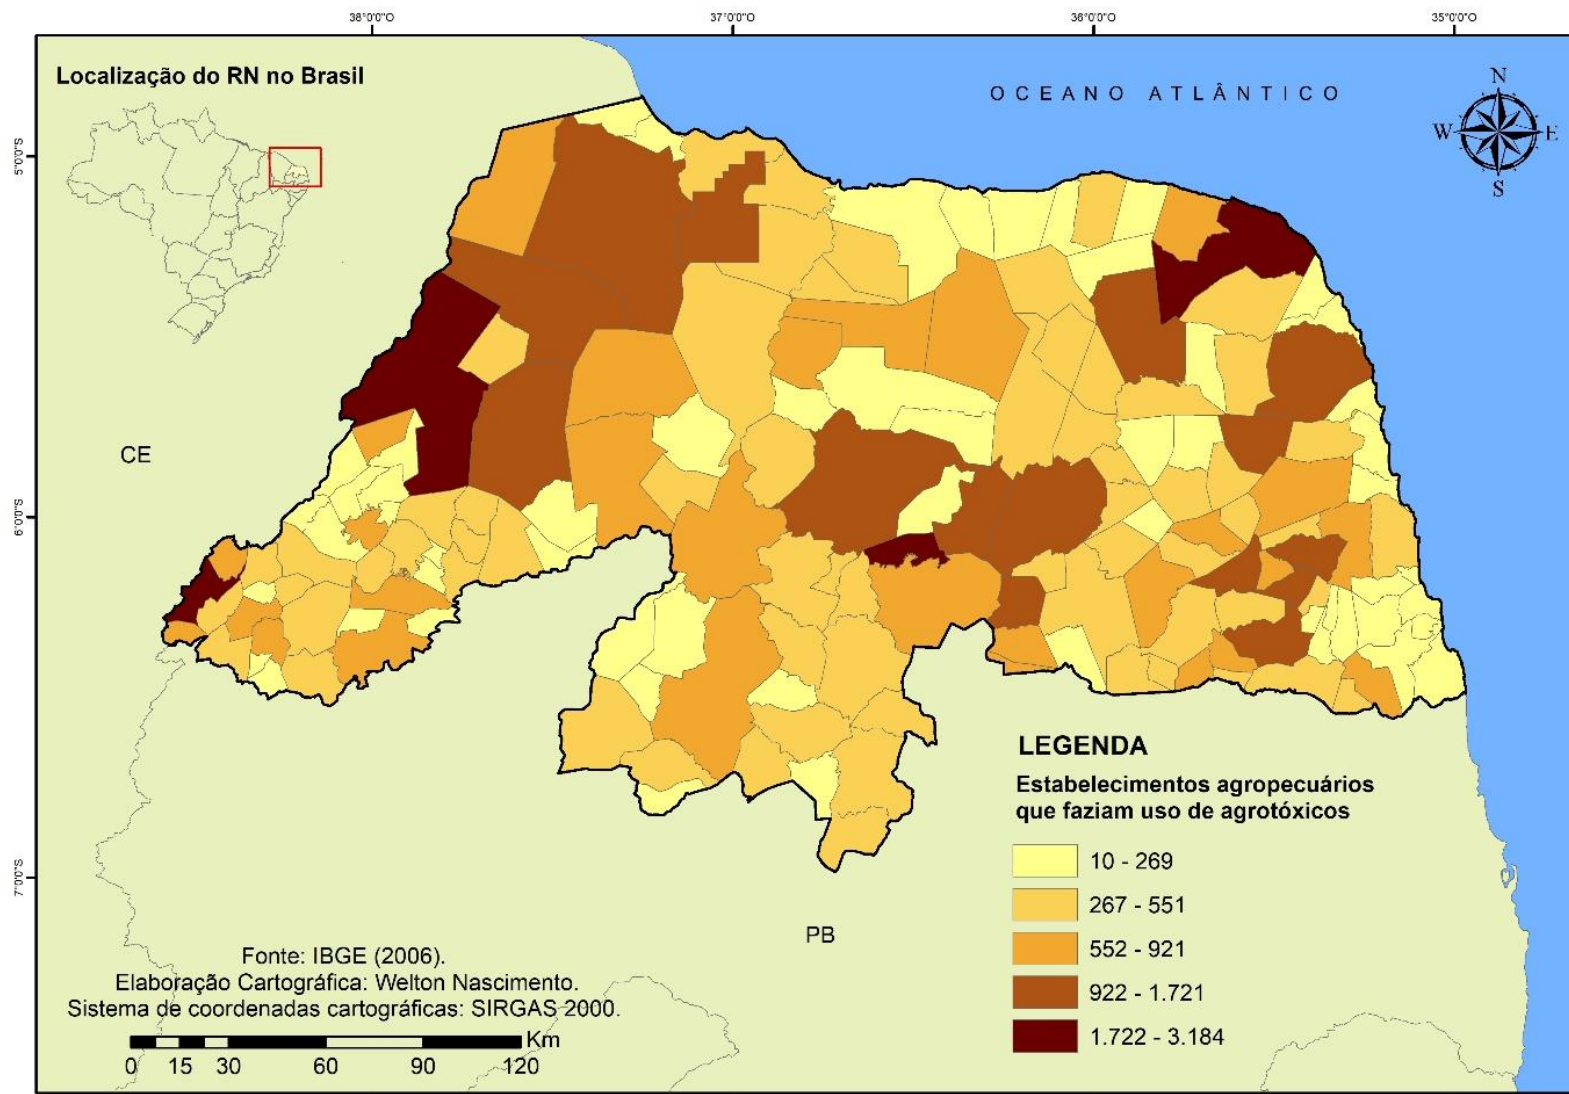 38°0'0"O
37°0'0"O
36°0'0"O
35°0'0"O
Localização do RN no Brasil
OCEANO ATLÂNTICO
N
W
E
S
5°0'0"S
CE
6°0'0"S
LEGENDA
Estabelecimentos agropecuários
que faziam uso de agrotóxicos
10 - 269
267 - 551
552 - 921
922 - 1.721
1.722 - 3.184
7°0'0"S
PB
Fonte: IBGE (2006).
Elaboração Cartográfica: Welton Nascimento.
Sistema de coordenadas cartográficas: SIRGAS 2000.
Km
0 15 30 60 90 120